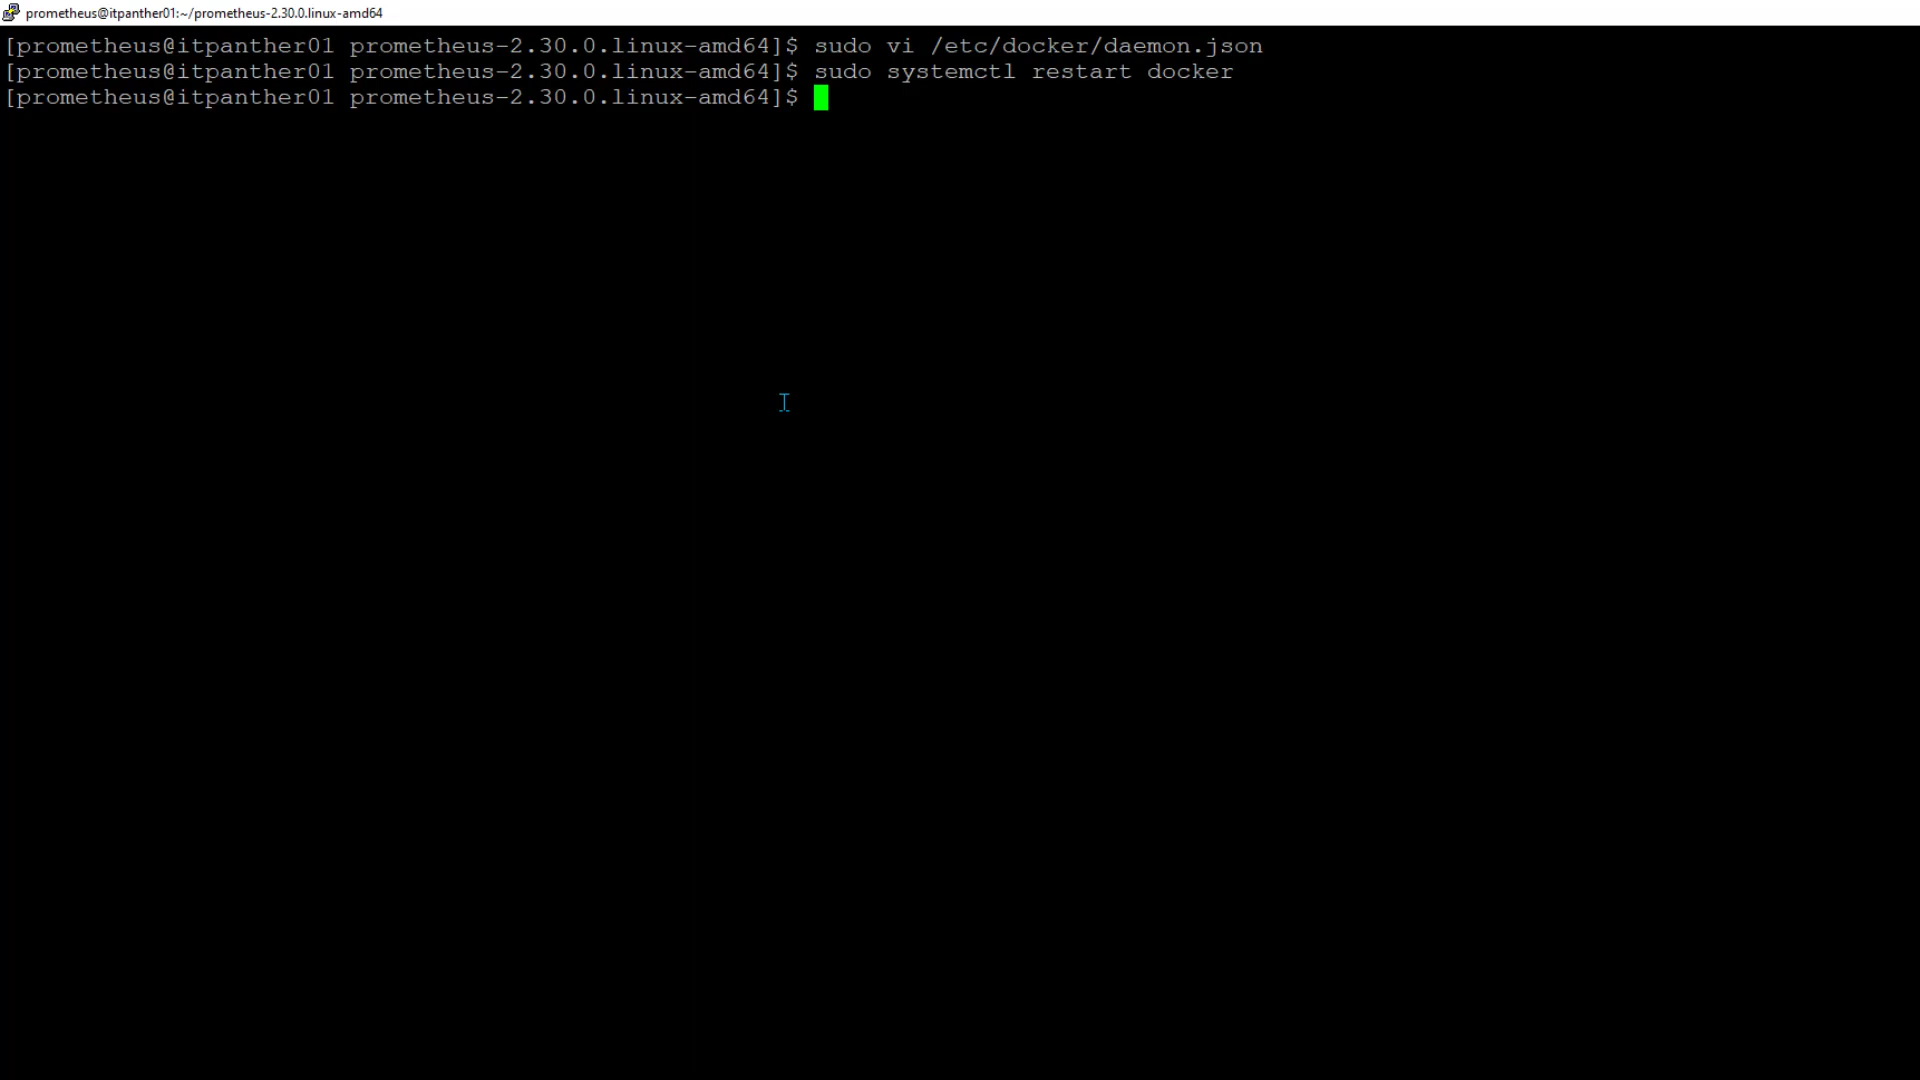 prometheus@itpanther01:~/prometheus-2.30.0.linux-amd64
[prometheus@itpanther01 prometheus-2.30.0.linux-amd64]$ sudo vi /etc/docker/daemon.json
[prometheus@itpanther01 prometheus-2.30.0.linux-amd64]$ sudo systemctl restart docker
[prometheus@itpanther01 prometheus-2.30.0.linux-amd64]$